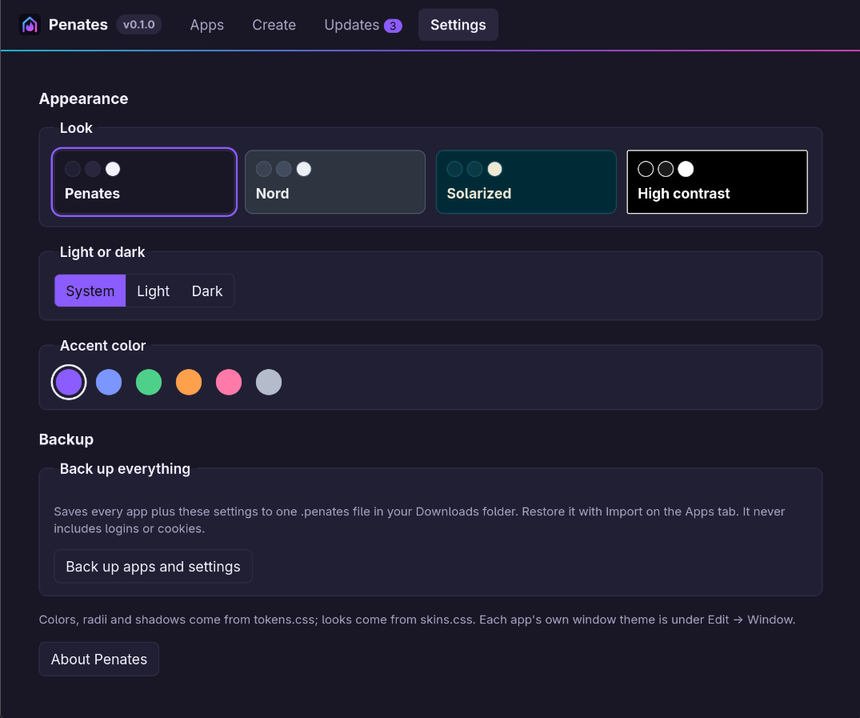 Penates v0.1.0 Apps Create Updates 3 Settings
Appearance
Look
Penates Nord Solarized High contrast
Light or dark
System Light Dark
Accent color
Backup
Back up everything
Saves every app plus these settings to one .penates file in your Downloads folder. Restore it with Import on the Apps tab. It never
includes logins or cookies.
Back up apps and settings
Colors, radii and shadows come from tokens.css; looks come from skins.css. Each app's own window theme is under Edit → Window.
About Penates